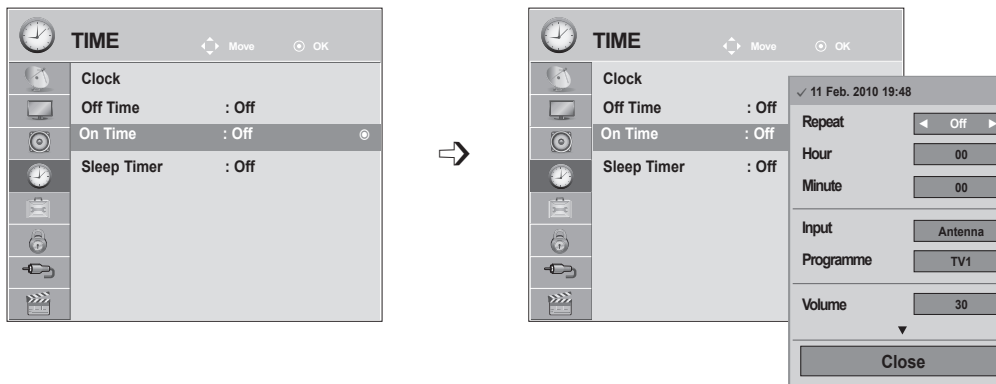 TIME Move OK
Clock
Off Time : Off
On Time : Off
Sleep Timer : Off
TIME Move OK
Clock
Off Time : Off
On Time : Off
Sleep Timer : Off
✓ 11 Feb. 2010 19:48
Repeat ◀ Off ▶
Hour 00
Minute 00
Input Antenna
Programme TV1
Volume 30
▼
Close